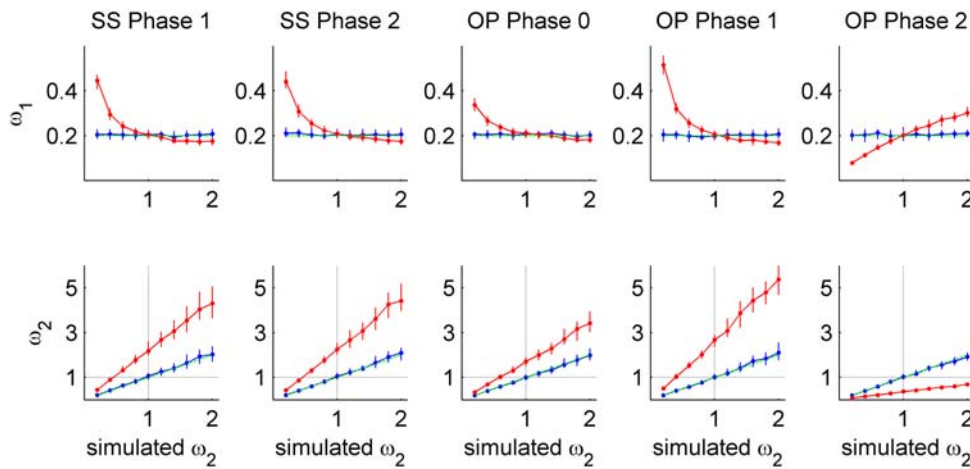 SS Phase 1 SS Phase 2 OP Phase 0 OP Phase 1 OP Phase 2
ω1
0.4 0.4 0.4 0.4 0.4
0.2 0.2 0.2 0.2 0.2
1 2 1 2 1 2 1 2 1 2
ω2
5 5 5 5 5
3 3 3 3 3
1 1 1 1 1
1 2 1 2 1 2 1 2 1 2
simulated ω2 simulated ω2 simulated ω2 simulated ω2 simulated ω2